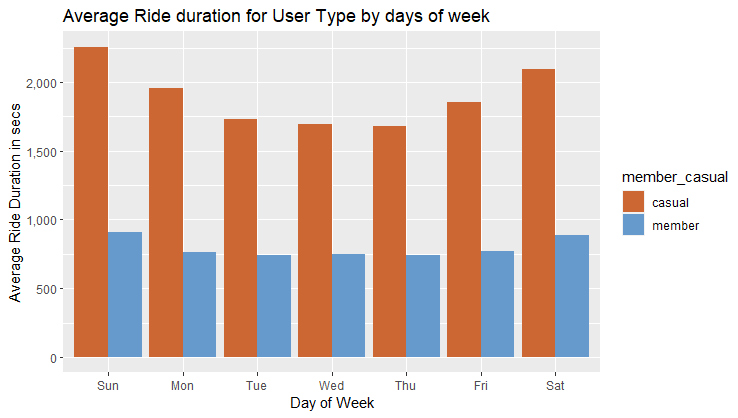 Average Ride duration for User Type by days of week
Average Ride Duration in secs
2,000
1,500
1,000
500
0
Sun Mon Tue Wed Thu Fri Sat
Day of Week
member_casual
casual
member